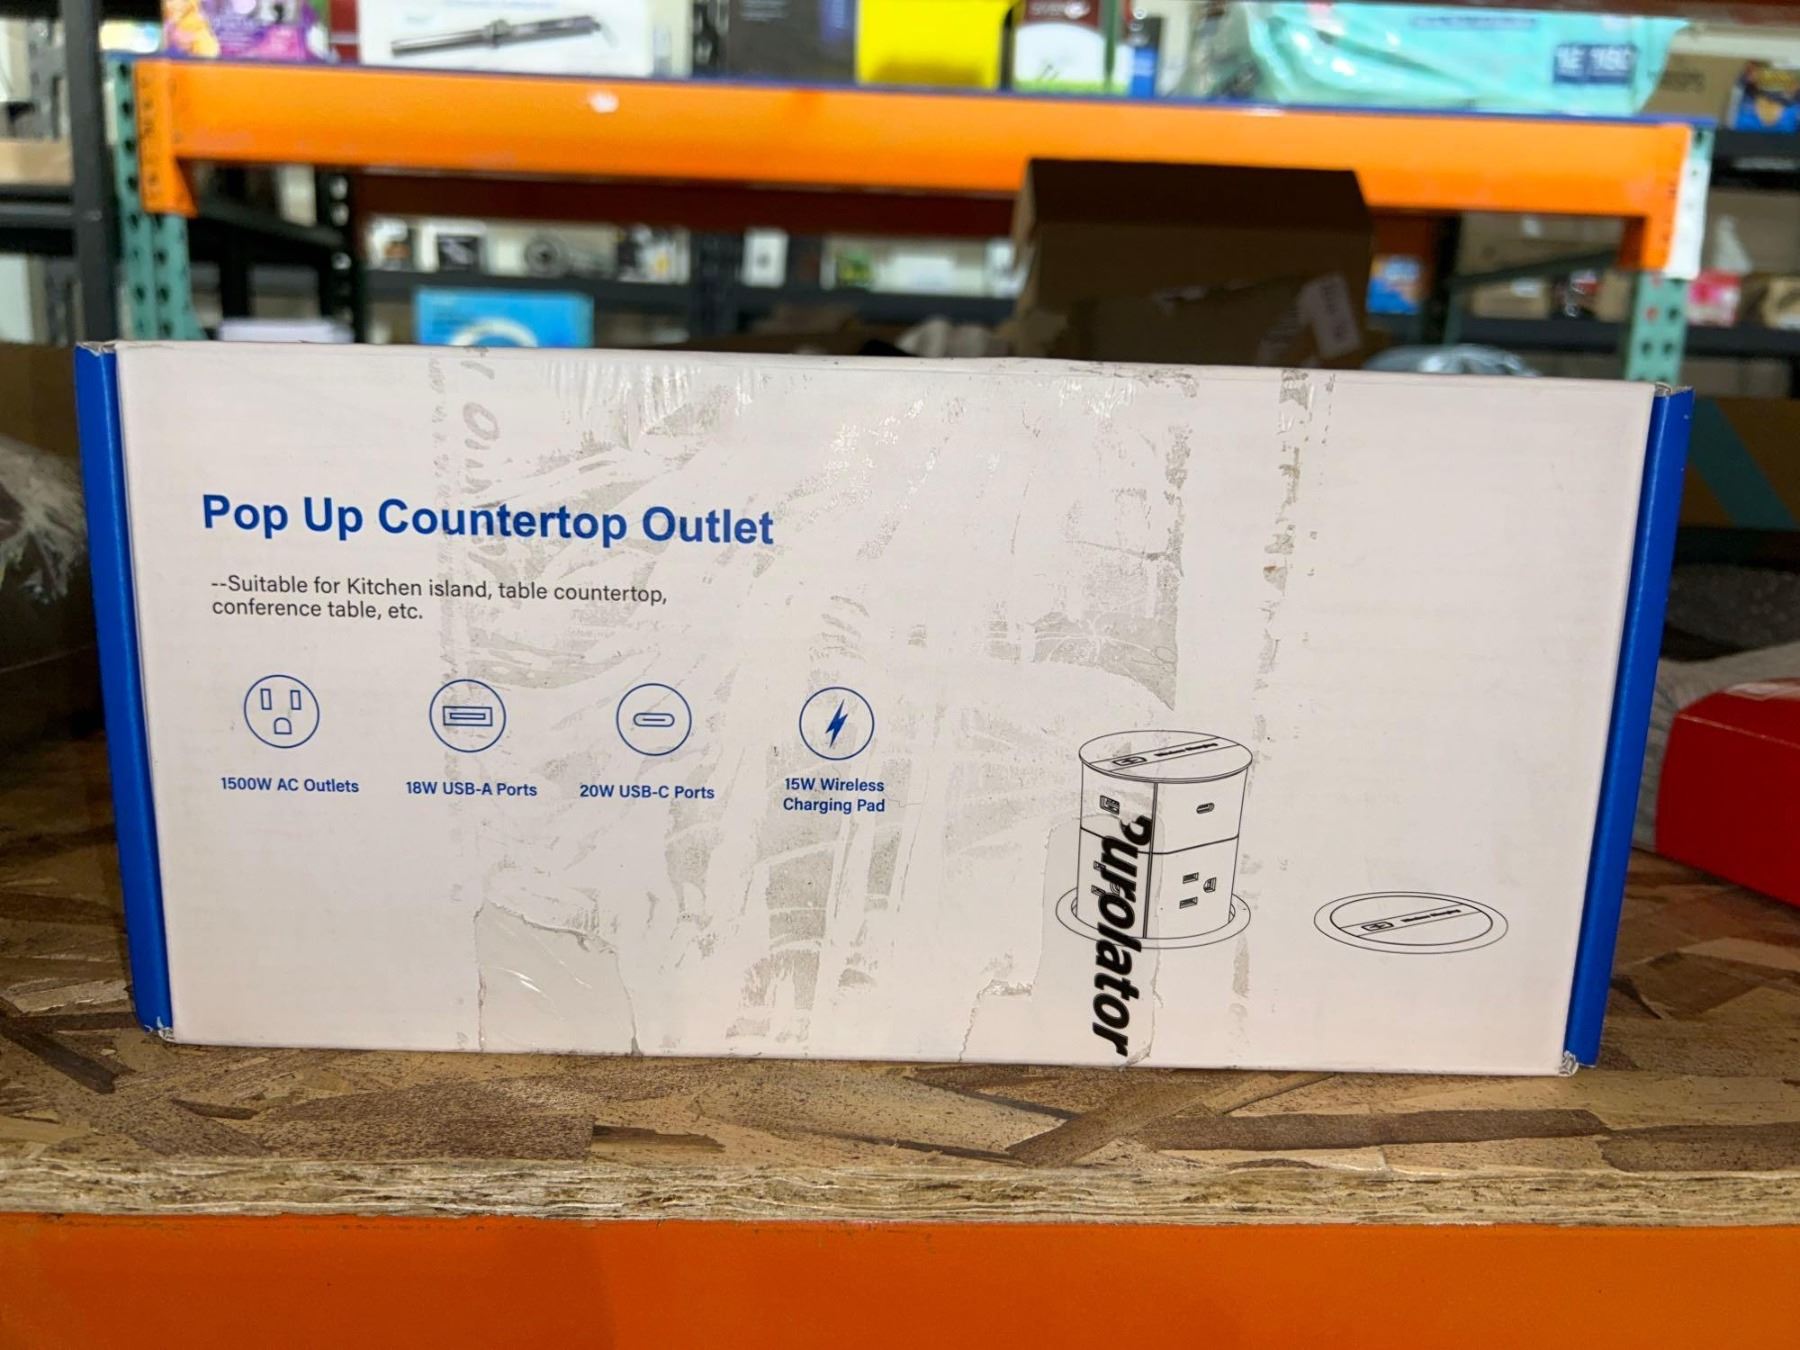 Pop Up Countertop Outlet
--Suitable for Kitchen island, table countertop,
conference table, etc.
1500W AC Outlets
18W USB-A Ports
20W USB-C Ports
15W Wireless
Charging Pad
Purolator